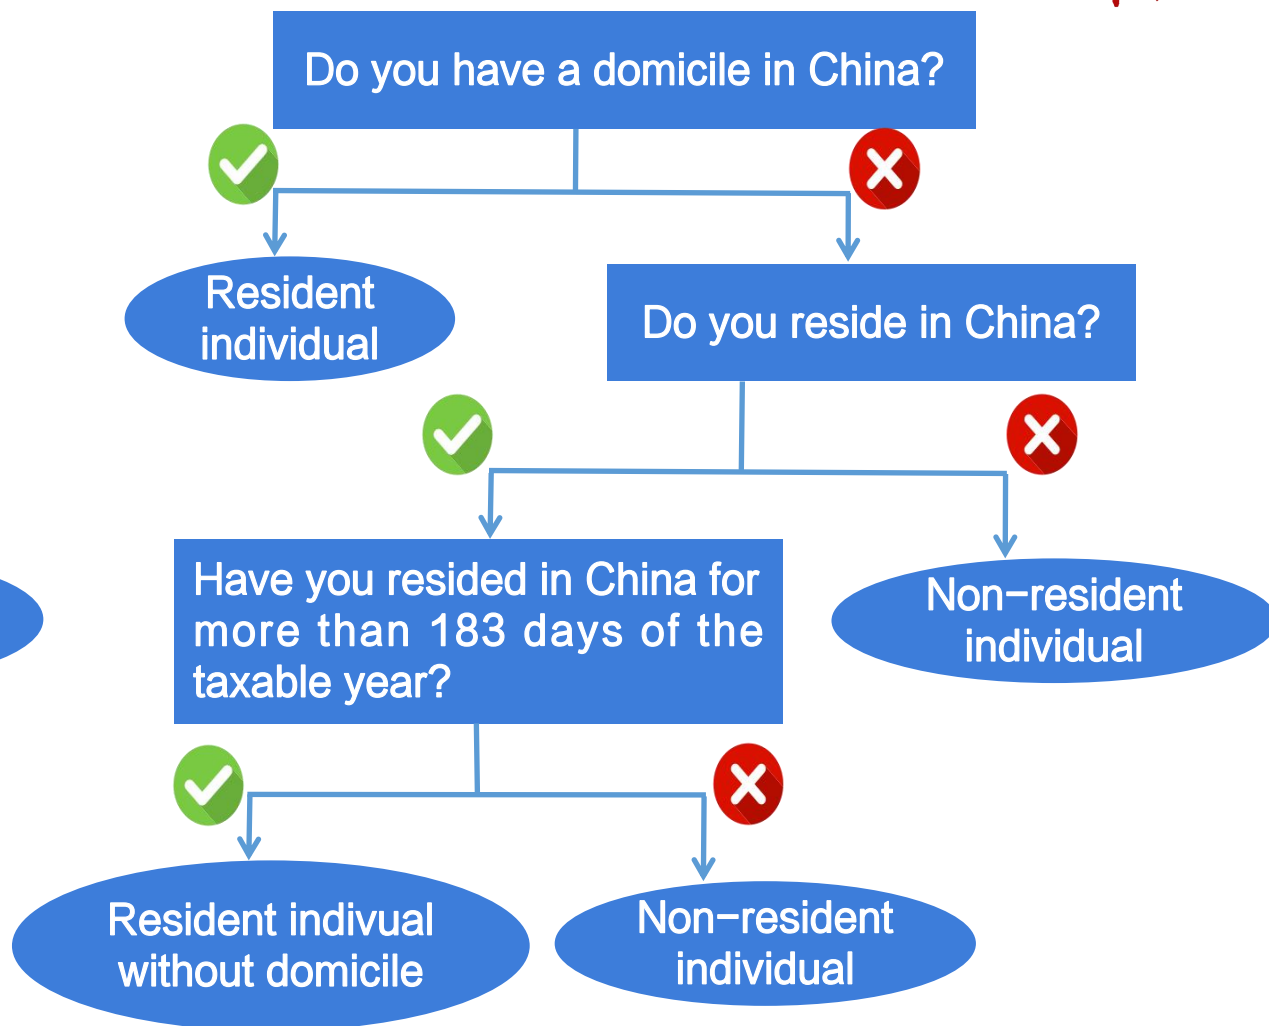 Do you have a domicile in China?
Resident
individual
Do you reside in China?
Have you resided in China for
more than 183 days of the
taxable year?
Non-resident
individual
Resident indivual
without domicile
Non-resident
individual